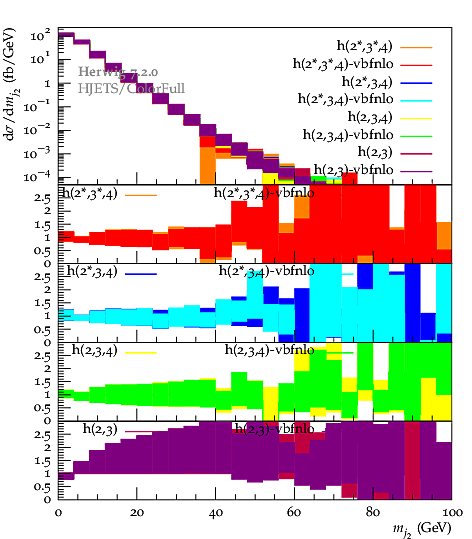 dσ/dm_{j₂} (fb/GeV)
10²
10¹
1
10⁻¹
10⁻²
10⁻³
10⁻⁴
Herwig 7.2.0
HJETS/ColorFull
h(2*,3*,4)
h(2*,3*,4)-vbfnlo
h(2*,3,4)
h(2*,3,4)-vbfnlo
h(2,3,4)
h(2,3,4)-vbfnlo
h(2,3)
h(2,3)-vbfnlo
h(2*,3*,4) h(2*,3*,4)-vbfnlo
2.5
2
1.5
1
0.5
0
h(2*,3,4) h(2*,3,4)-vbfnlo
2.5
2
1.5
1
0.5
0
h(2,3,4) h(2,3,4)-vbfnlo
2.5
2
1.5
1
0.5
0
h(2,3) h(2,3)-vbfnlo
2.5
2
1.5
1
0.5
0
0 20 40 60 80 100
m_{j₂} (GeV)